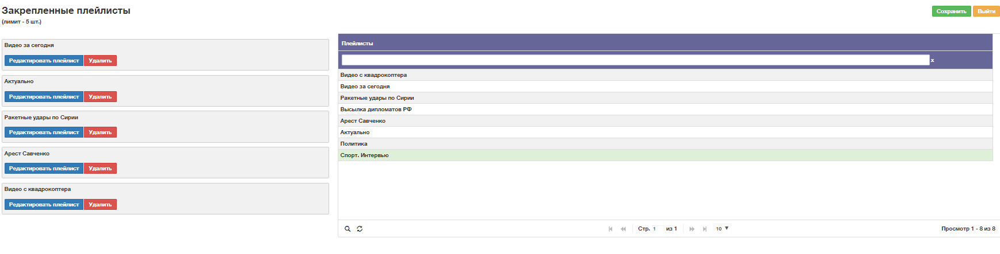 Закрепленные плейлисты
(лимит - 5 шт.)
Сохранить Выйти
Видео за сегодня
Редактировать плейлист Удалить
Актуально
Редактировать плейлист Удалить
Ракетные удары по Сирии
Редактировать плейлист Удалить
Арест Савченко
Редактировать плейлист Удалить
Видео с квадрокоптера
Редактировать плейлист Удалить
Плейлисты
x
Видео с квадрокоптера
Видео за сегодня
Ракетные удары по Сирии
Высылка дипломатов РФ
Арест Савченко
Актуально
Политика
Спорт. Интервью
Стр. 1 из 1 10 Просмотр 1 - 8 из 8